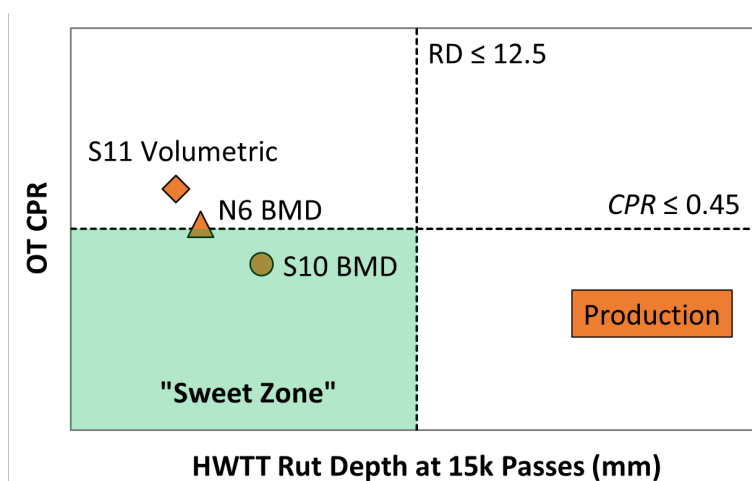 RD ≤ 12.5
S11 Volumetric
N6 BMD
CPR ≤ 0.45
OT CPR
S10 BMD
Production
"Sweet Zone"
HWTT Rut Depth at 15k Passes (mm)